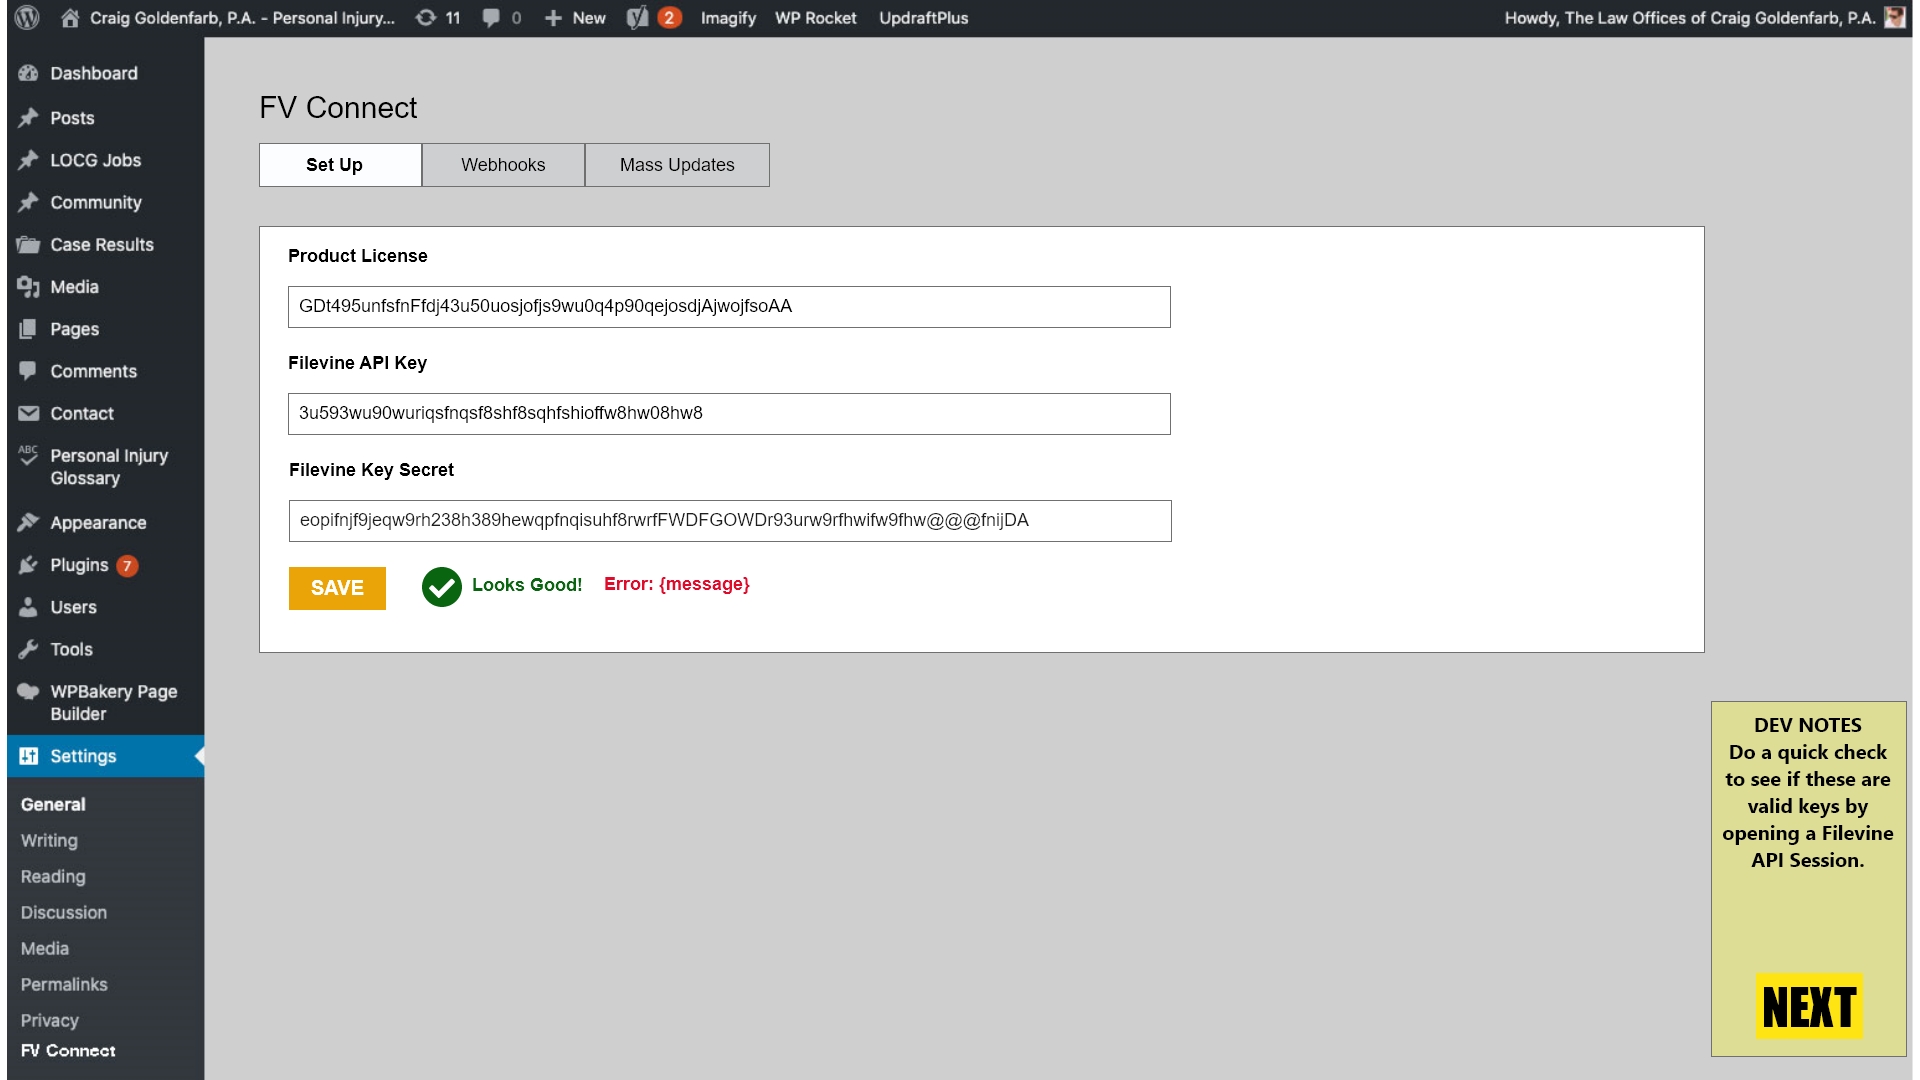 Craig Goldenfarb, P.A. - Personal Injury... 11 0 New 2 Imagify WP Rocket UpdraftPlus Howdy, The Law Offices of Craig Goldenfarb, P.A.
Dashboard
Posts
LOCG Jobs
Community
Case Results
Media
Pages
Comments
Contact
ABC
Personal Injury
Glossary
Appearance
Plugins 7
Users
Tools
WPBakery Page
Builder
Settings
General
Writing
Reading
Discussion
Media
Permalinks
Privacy
FV Connect
FV Connect
Set Up Webhooks Mass Updates
Product License
GDt495unfsfnFfdj43u50uosjofjs9wu0q4p90qejosdjAjwojfsoAA
Filevine API Key
3u593wu90wuriqsfnqsf8shf8sqhfshioffw8hw08hw8
Filevine Key Secret
eopifnjf9jeqw9rh238h389hewqpfnqisuhf8rwrfFWDFGOWDr93urw9rfhwifw9fhw@@@fnijDA
SAVE Looks Good! Error: {message}
DEV NOTES
Do a quick check
to see if these are
valid keys by
opening a Filevine
API Session.
NEXT